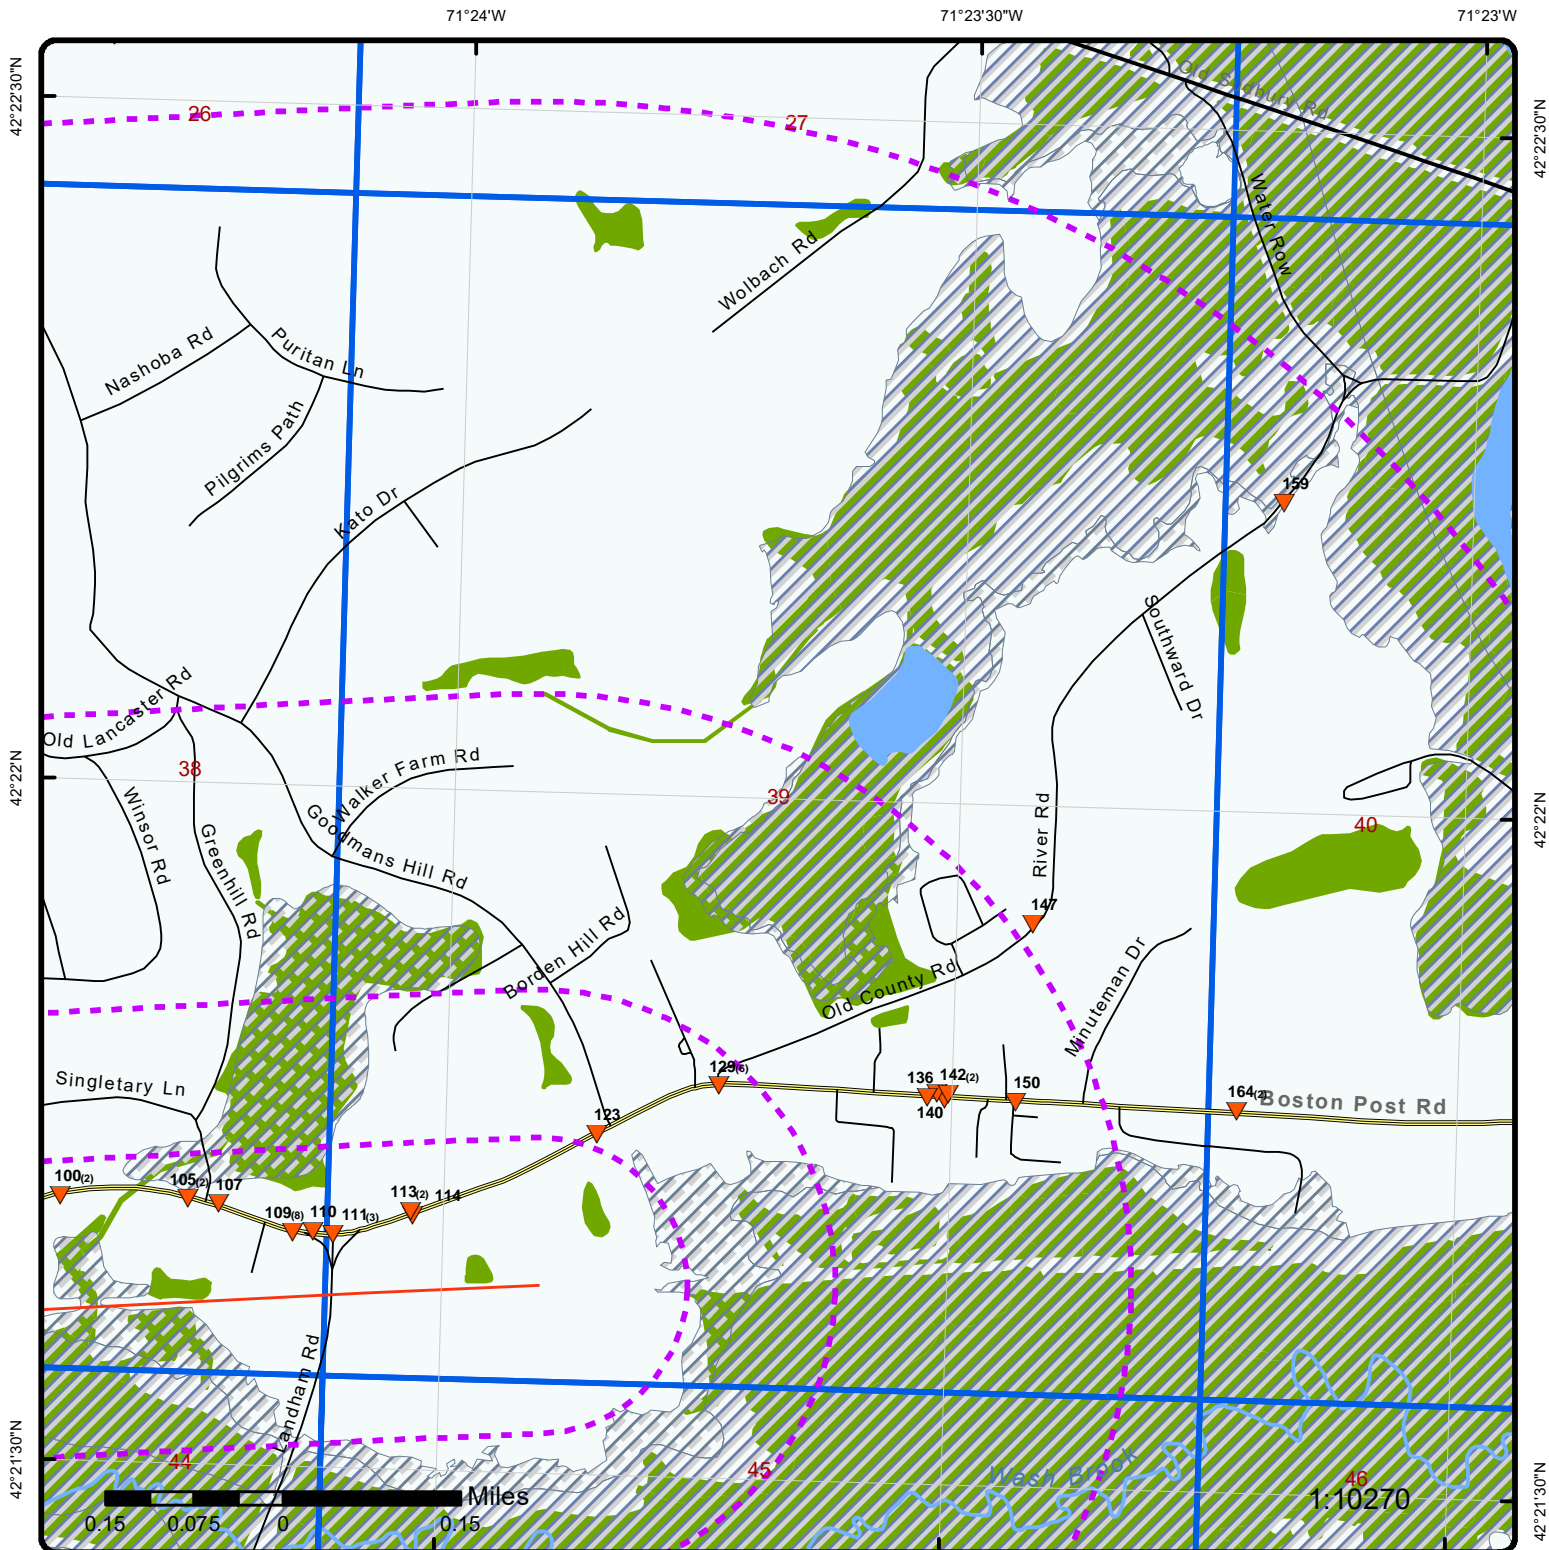 71°24'W
71°23'30"W
71°23'W
42°22'30"N
42°22'30"N
26
27
Old Sudbury Rd
Water Row
Wolbach Rd
Nashoba Rd
Puritan Ln
Pilgrims Path
Kato Dr
159
Southward Dr
Old Lancaster Rd
42°22'N
42°22'N
38
39
40
Walker Farm Rd
Goodmans Hill Rd
Winsor Rd
Greenhill Rd
River Rd
147
Borden Hill Rd
Old County Rd
Minuteman Dr
Singletary Ln
129(6)
136
142(2)
140
150
164(2)
Boston Post Rd
123
100(2)
105(2)
107
109(8)
110
111(3)
113(2)
114
Landham Rd
44
45
46
Wash Brook
42°21'30"N
42°21'30"N
Miles
0.15
0.075
0
0.15
1:10270